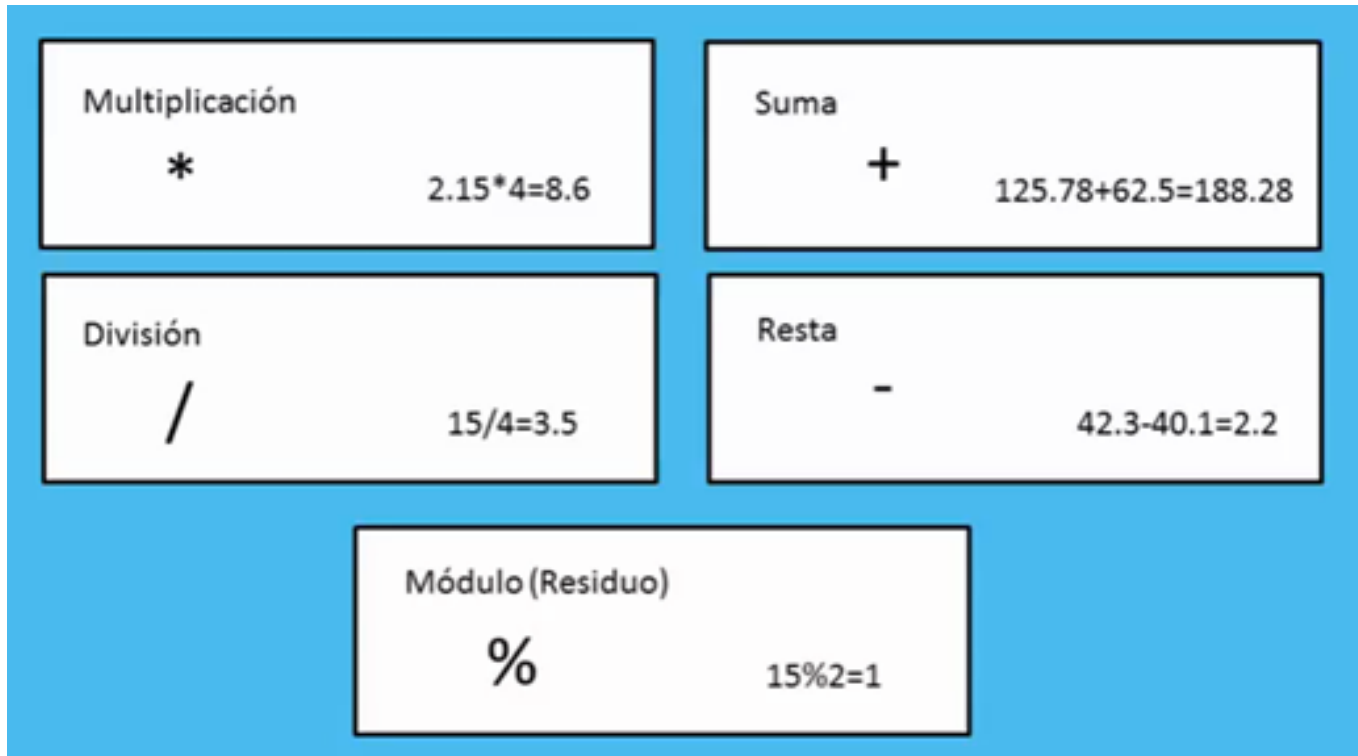 Multiplicación
*
2.15*4=8.6
Suma
+
125.78+62.5=188.28
División
/
15/4=3.5
Resta
-
42.3-40.1=2.2
Módulo (Residuo)
%
15%2=1